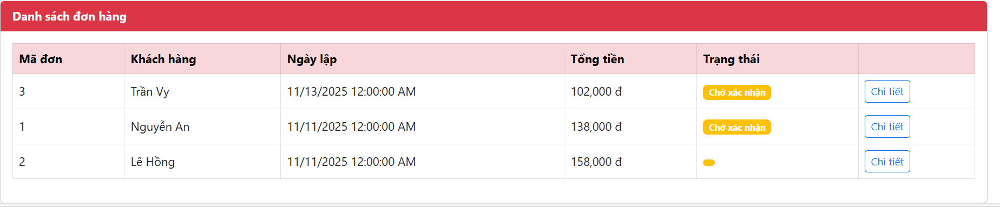 Danh sách đơn hàng
Mã đơn Khách hàng Ngày lập Tổng tiền Trạng thái
3 Trần Vy 11/13/2025 12:00:00 AM 102,000 đ Chờ xác nhận Chi tiết
1 Nguyễn An 11/11/2025 12:00:00 AM 138,000 đ Chờ xác nhận Chi tiết
2 Lê Hồng 11/11/2025 12:00:00 AM 158,000 đ Chi tiết